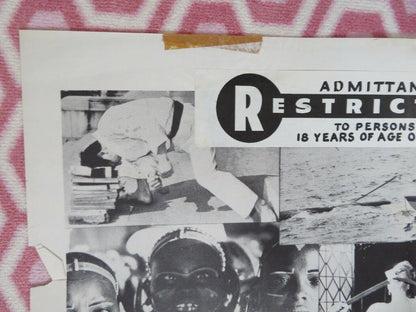 ADMITTAN
RESTRICT
TO PERSONS
18 YEARS OF AGE O